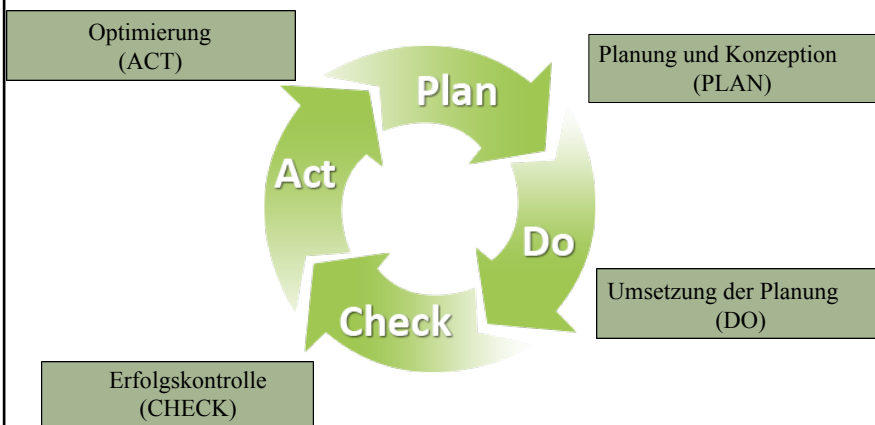 Optimierung
(ACT)
Planung und Konzeption
(PLAN)
Plan
Act
Do
Check
Umsetzung der Planung
(DO)
Erfolgskontrolle
(CHECK)